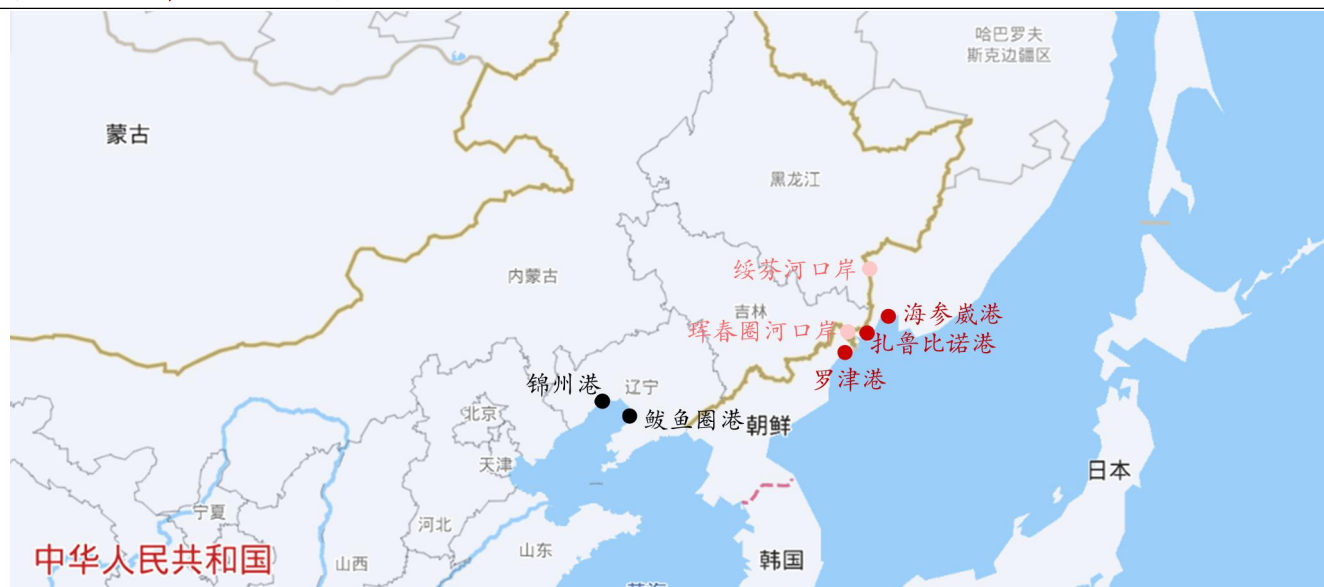 哈巴罗夫
斯克边疆区
蒙古
黑龙江
绥芬河口岸
内蒙古
吉林
海参崴港
珲春圈河口岸
扎鲁比诺港
罗津港
锦州港
辽宁
北京
鲅鱼圈港
朝鲜
天津
日本
宁夏
河北
山东
中华人民共和国
山西
韩国